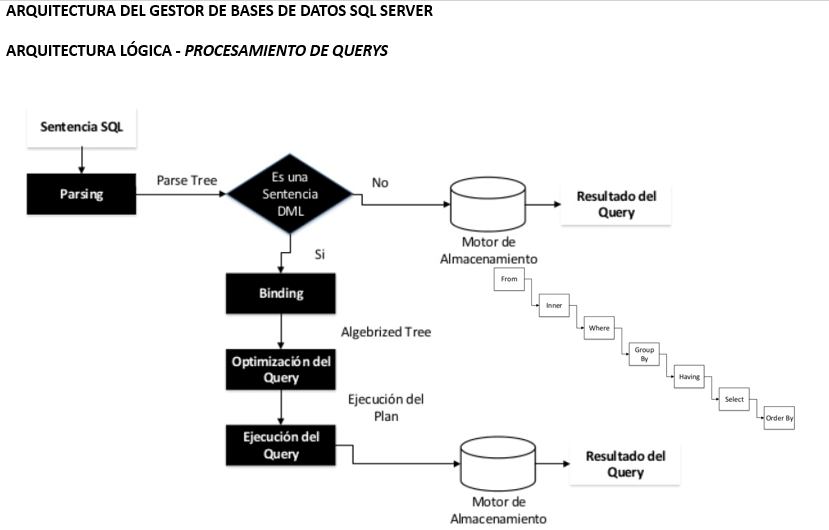 ARQUITECTURA DEL GESTOR DE BASES DE DATOS SQL SERVER
ARQUITECTURA LÓGICA - PROCESAMIENTO DE QUERYS
Sentencia SQL
Parsing
Parse Tree
Es una
Sentencia
DML
No
Motor de
Almacenamiento
Resultado del
Query
Si
Binding
Algebrized Tree
Optimización del
Query
Ejecución del
Plan
Ejecución del
Query
Motor de
Almacenamiento
Resultado del
Query
From
Inner
Where
Group
By
Having
Select
Order By